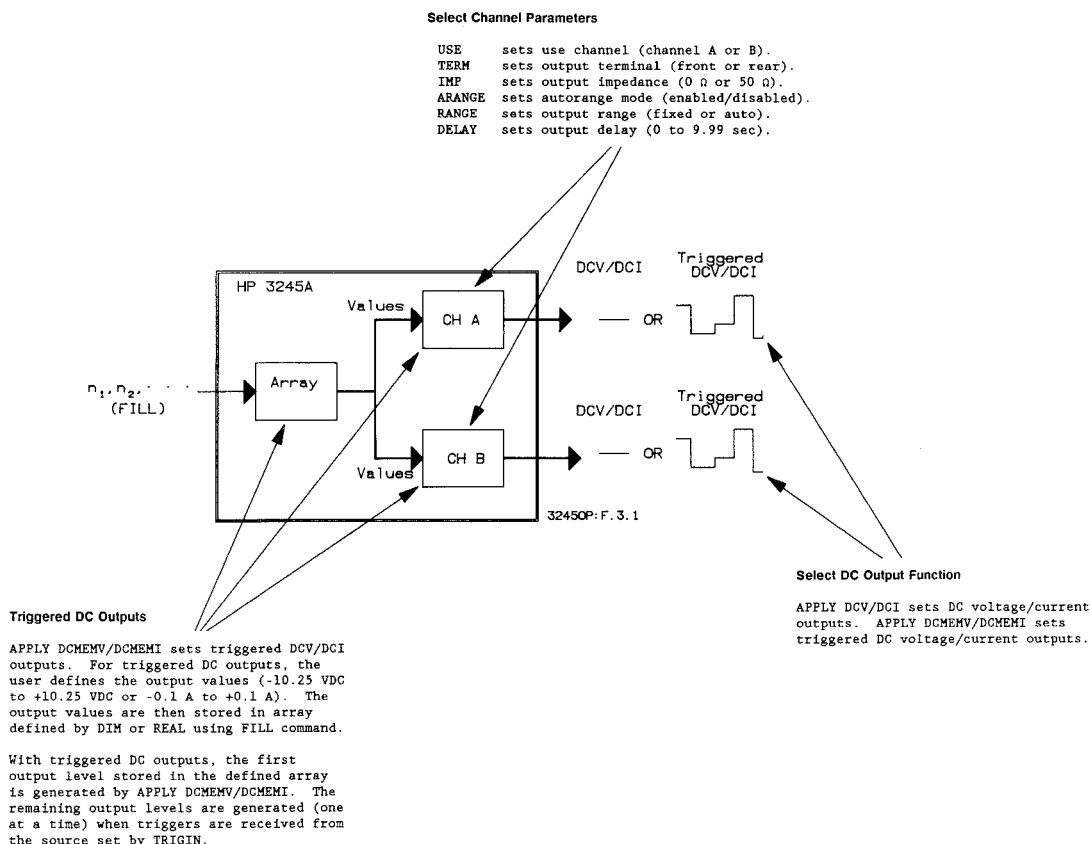 Select Channel Parameters
USE sets use channel (channel A or B).
TERM sets output terminal (front or rear).
IMP sets output impedance (0 Ω or 50 Ω).
ARANGE sets autorange mode (enabled/disabled).
RANGE sets output range (fixed or auto).
DELAY sets output delay (0 to 9.99 sec).
HP 3245A
Values
CH A
DCV/DCI
Triggered
DCV/DCI
OR
Array
n1, n2, . . .
(FILL)
Values
CH B
DCV/DCI
Triggered
DCV/DCI
OR
3245OP:F.3.1
Select DC Output Function
APPLY DCV/DCI sets DC voltage/current
outputs. APPLY DCMEMV/DCMEMI sets
triggered DC voltage/current outputs.
Triggered DC Outputs
APPLY DCMEMV/DCMEMI sets triggered DCV/DCI
outputs. For triggered DC outputs, the
user defines the output values (-10.25 VDC
to +10.25 VDC or -0.1 A to +0.1 A). The
output values are then stored in array
defined by DIM or REAL using FILL command.
With triggered DC outputs, the first
output level stored in the defined array
is generated by APPLY DCMEMV/DCMEMI. The
remaining output levels are generated (one
at a time) when triggers are received from
the source set by TRIGIN.